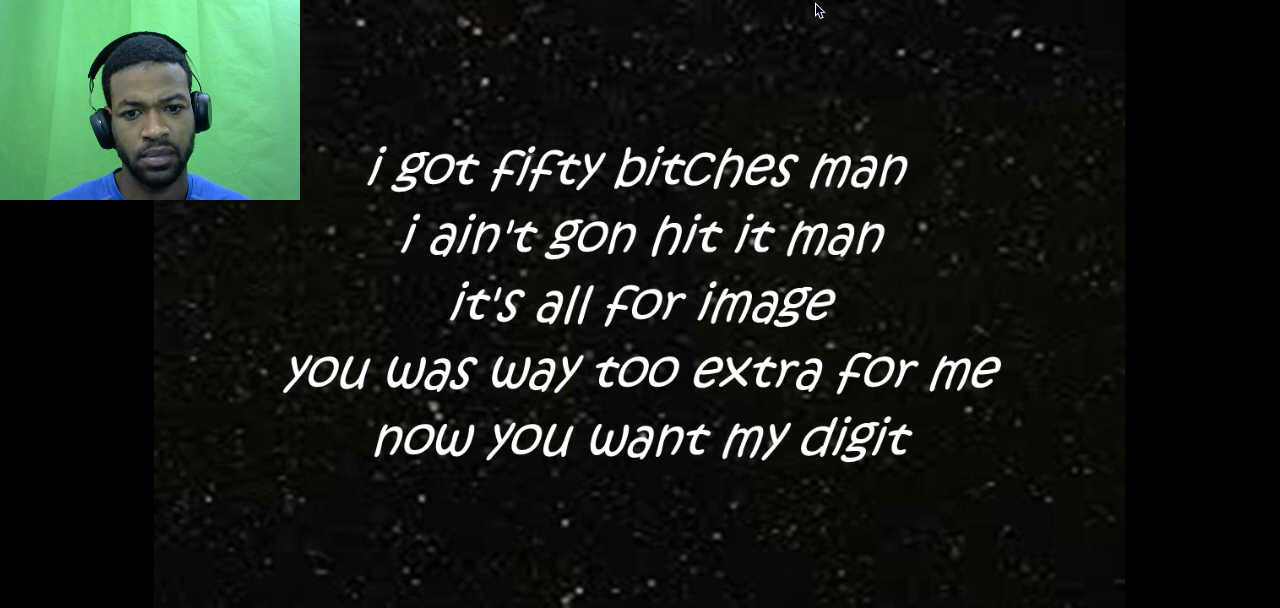 i got fifty bitches man
i ain't gon hit it man
it's all for image
you was way too extra for me
now you want my digit